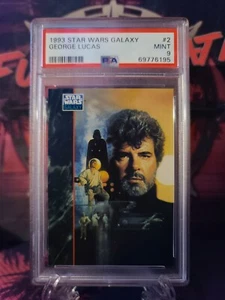 1993 STAR WARS GALAXY #2
GEORGE LUCAS MINT
9
PSA 69776195
STAR
WARS